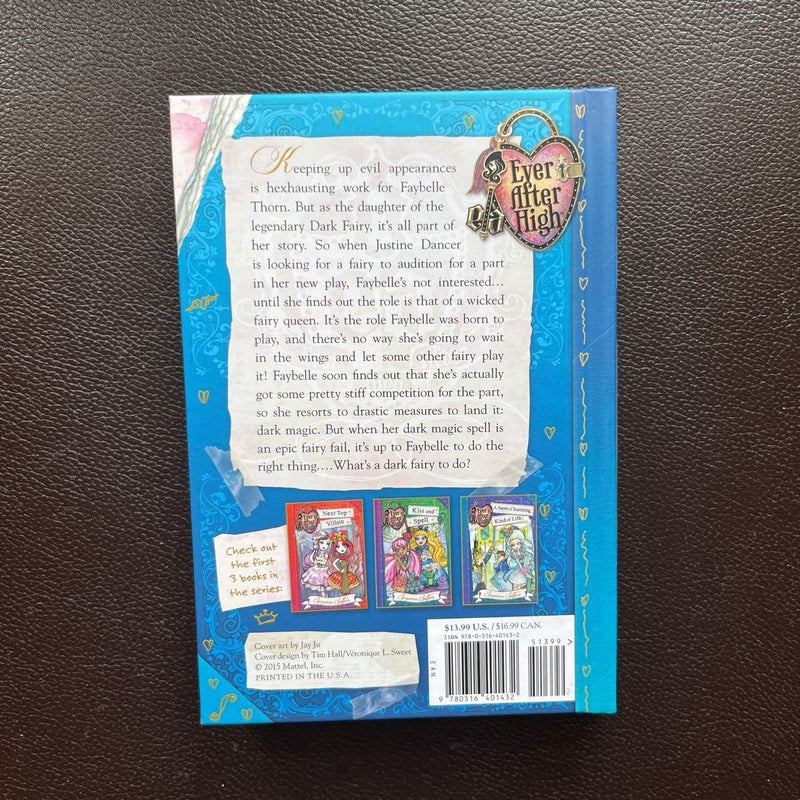 Keeping up evil appearances
is hexhausting work for Faybelle
Thorn. But as the daughter of the
legendary Dark Fairy, it's all part of
her story. So when Justine Dancer
is looking for a fairy to audition for a part
in her new play, Faybelle's not interested...
until she finds out the role is that of a wicked
fairy queen. It's the role Faybelle was born to
play, and there's no way she's going to wait
in the wings and let some other fairy play
it! Faybelle soon finds out that she's actually
got some pretty stiff competition for the part,
so she resorts to drastic measures to land it:
dark magic. But when her dark magic spell is
an epic fairy fail, it's up to Faybelle to do the
right thing....What's a dark fairy to do?
Ever
After
High
Check out
the first
3 books in
the series:
Next Top
Villain
Suzanne Selfors
Kiss and
Spell
Suzanne Selfors
A Semi-Charming
Kind of Life
Suzanne Selfors
Cover art by Jay Ju
Cover design by Tim Hall/Véronique L. Sweet
© 2015 Mattel, Inc.
PRINTED IN THE U.S.A.
$13.99 U.S. / $16.99 CAN.
ISBN 978-0-316-40143-2
51399 >
EAN
9 780316 401432